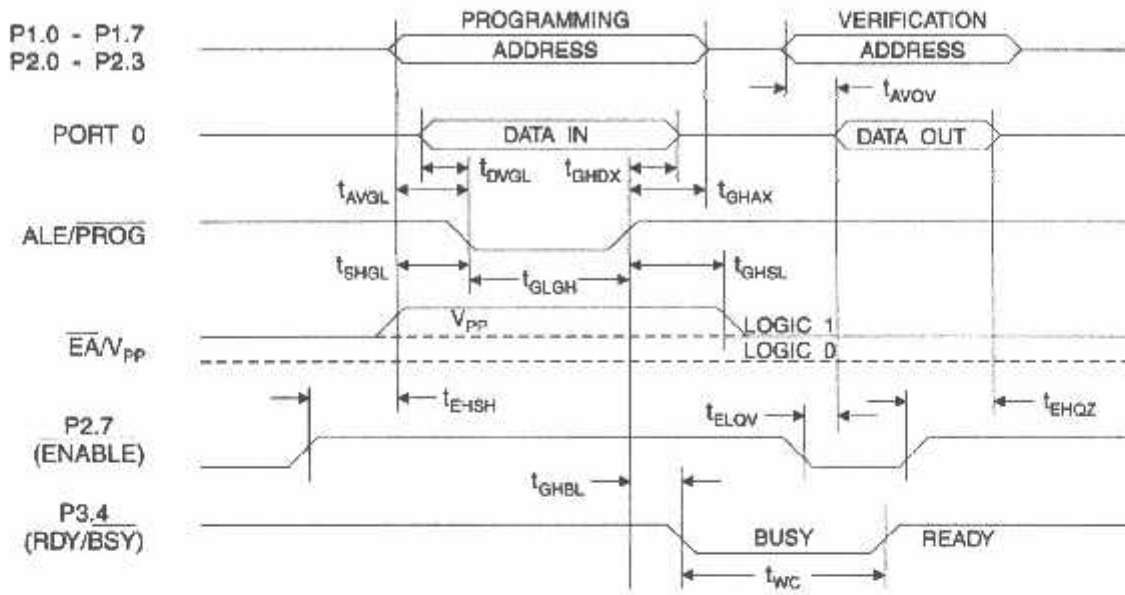 PROGRAMMING
VERIFICATION
P1.0 - P1.7
P2.0 - P2.3
ADDRESS
ADDRESS
tAVQV
PORT 0
DATA IN
DATA OUT
tDVGL
tGHDX
tAVGL
tGHAX
ALE/PROG
tSHGL
tGLGH
tGHSL
VPP
LOGIC 1
EA/VPP
LOGIC 0
tEHSH
tELQV
tEHQZ
P2.7
(ENABLE)
tGHBL
P3.4
(RDY/BSY)
BUSY
READY
tWC